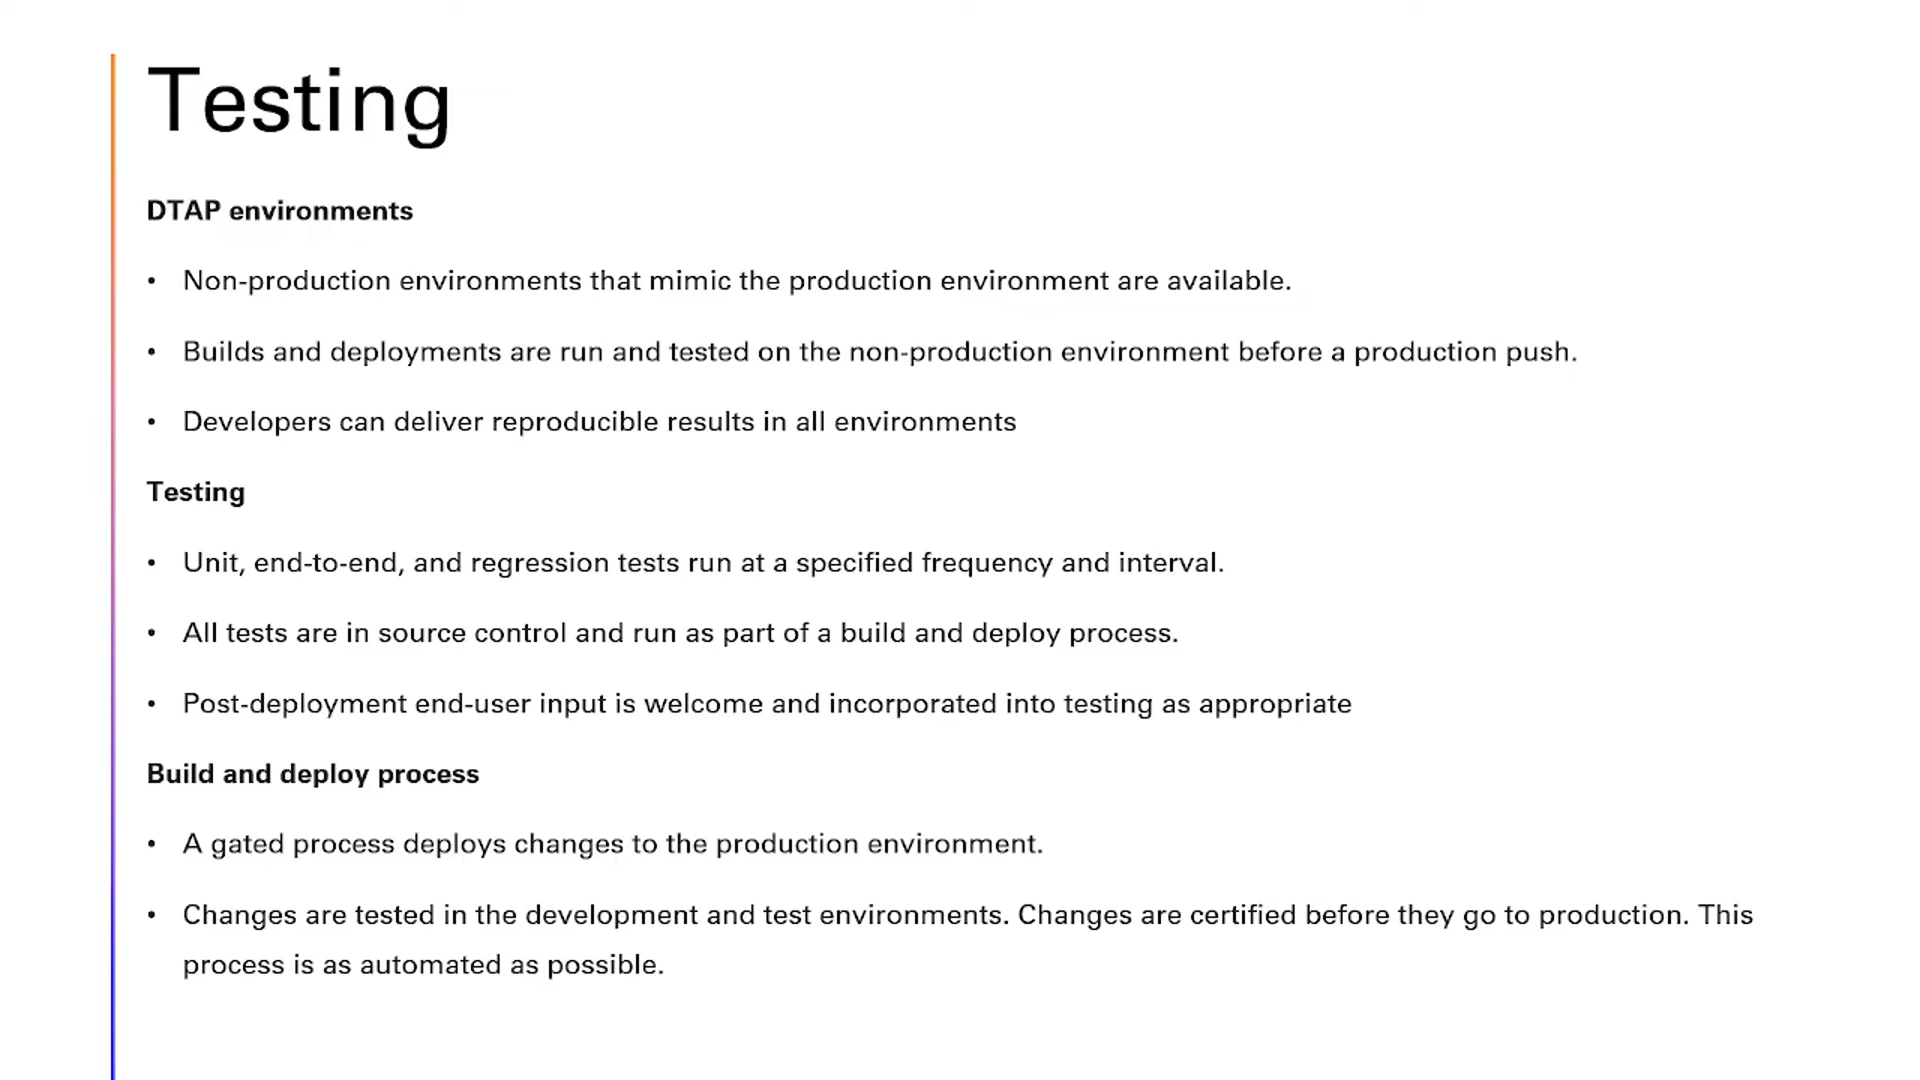 Testing
DTAP environments
• Non-production environments that mimic the production environment are available.
• Builds and deployments are run and tested on the non-production environment before a production push.
• Developers can deliver reproducible results in all environments
Testing
• Unit, end-to-end, and regression tests run at a specified frequency and interval.
• All tests are in source control and run as part of a build and deploy process.
• Post-deployment end-user input is welcome and incorporated into testing as appropriate
Build and deploy process
• A gated process deploys changes to the production environment.
• Changes are tested in the development and test environments. Changes are certified before they go to production. This
process is as automated as possible.